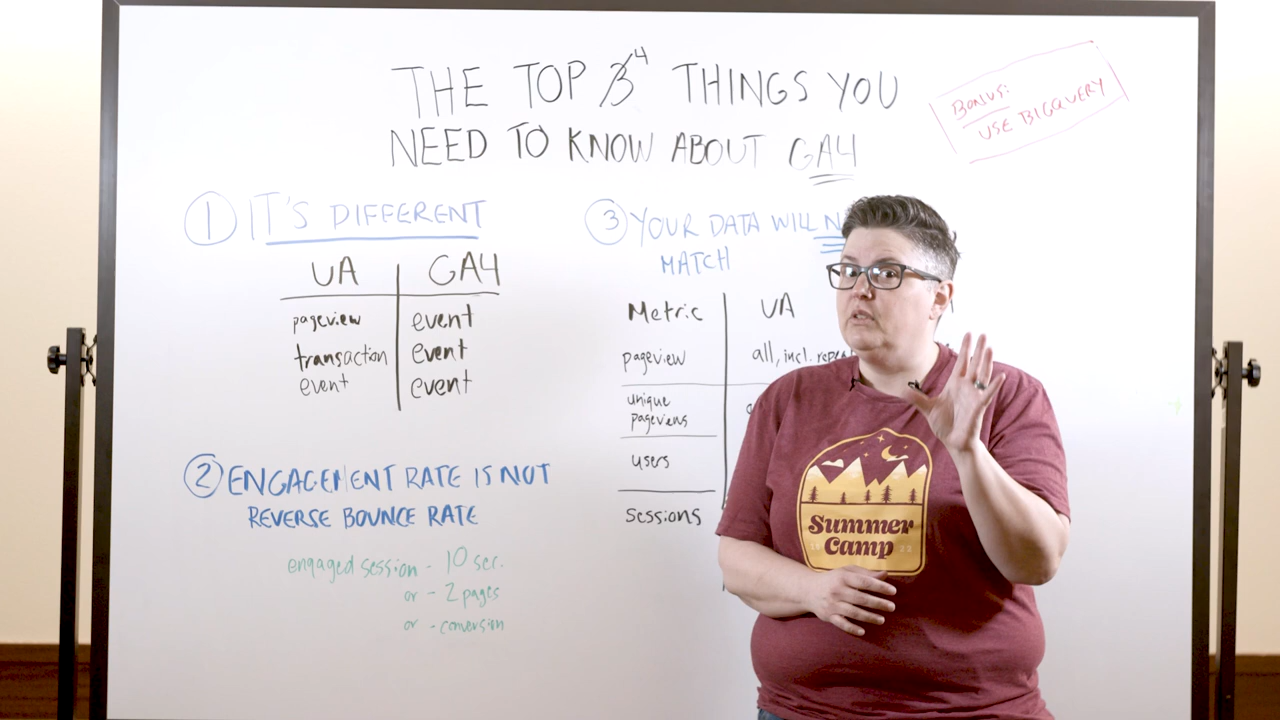 THE TOP 3 4 THINGS YOU
NEED TO KNOW ABOUT GA4
BONUS:
USE BIGQUERY
1 IT'S DIFFERENT
UA GA4
pageview event
transaction event
event event
2 ENGAGEMENT RATE IS NOT
REVERSE BOUNCE RATE
engaged session - 10 sec.
or - 2 pages
or - conversion
3 YOUR DATA WILL
MATCH
Metric UA
pageview all, incl.
unique
pageviews
users
sessions
Summer
Camp